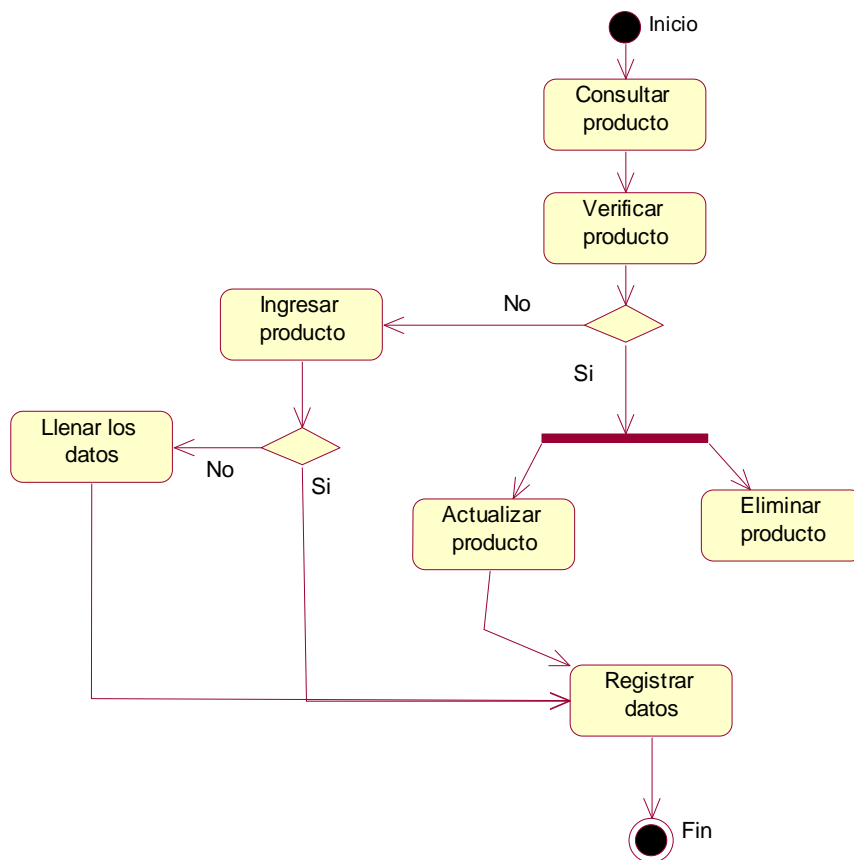 Inicio
Consultar
producto
Verificar
producto
Ingresar
producto
No
Si
Llenar los
datos
No
Si
Actualizar
producto
Eliminar
producto
Registrar
datos
Fin